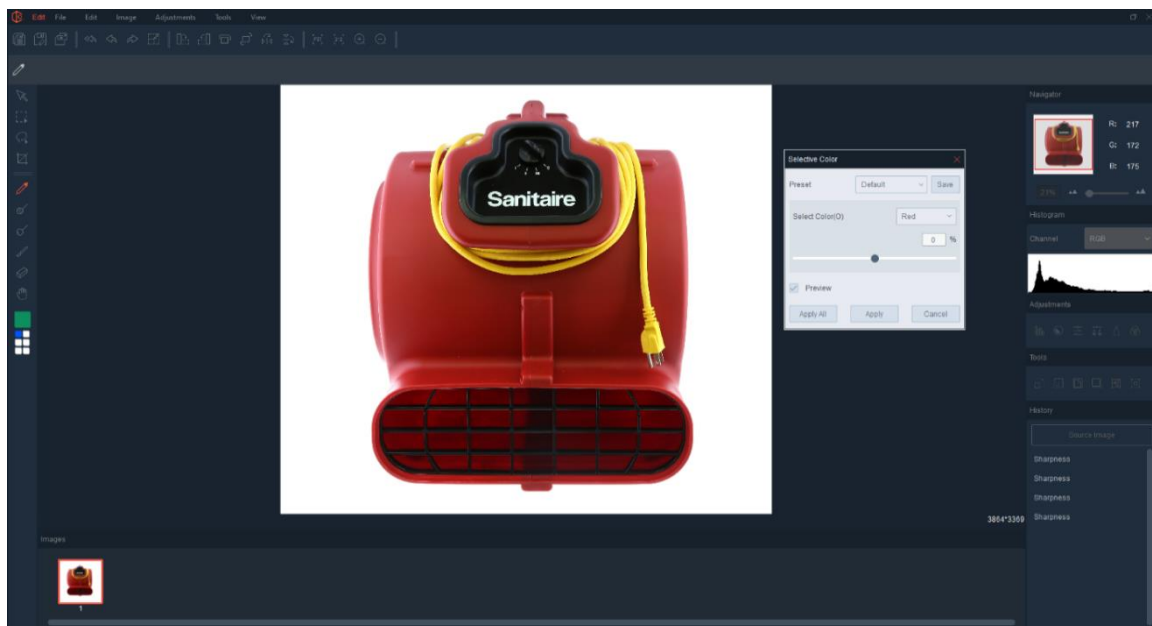 Edit File Edit Image Adjustments Tools View
Navigator
R: 217
G: 172
B: 175
21%
Histogram
Channel RGB
Adjustments
Tools
History
Source Image
Sharpness
Sharpness
Sharpness
Sharpness
Selective Color
Preset Default Save
Select Color(O) Red
0 %
Preview
Apply All Apply Cancel
Sanitaire
3864*3369
Images
1